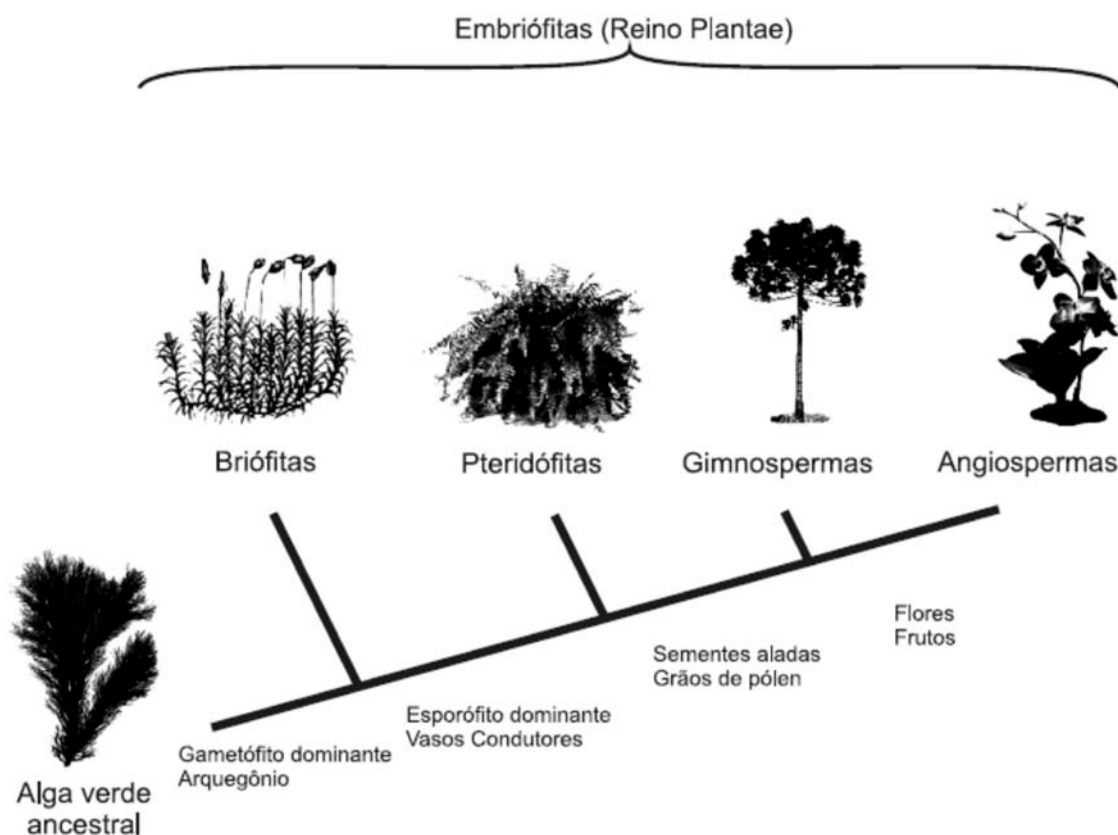 Embriófitas (Reino Plantae)
Briófitas
Pteridófitas
Gimnospermas
Angiospermas
Flores
Frutos
Sementes aladas
Grãos de pólen
Esporófito dominante
Vasos Condutores
Gametófito dominante
Arquegônio
Alga verde
ancestral